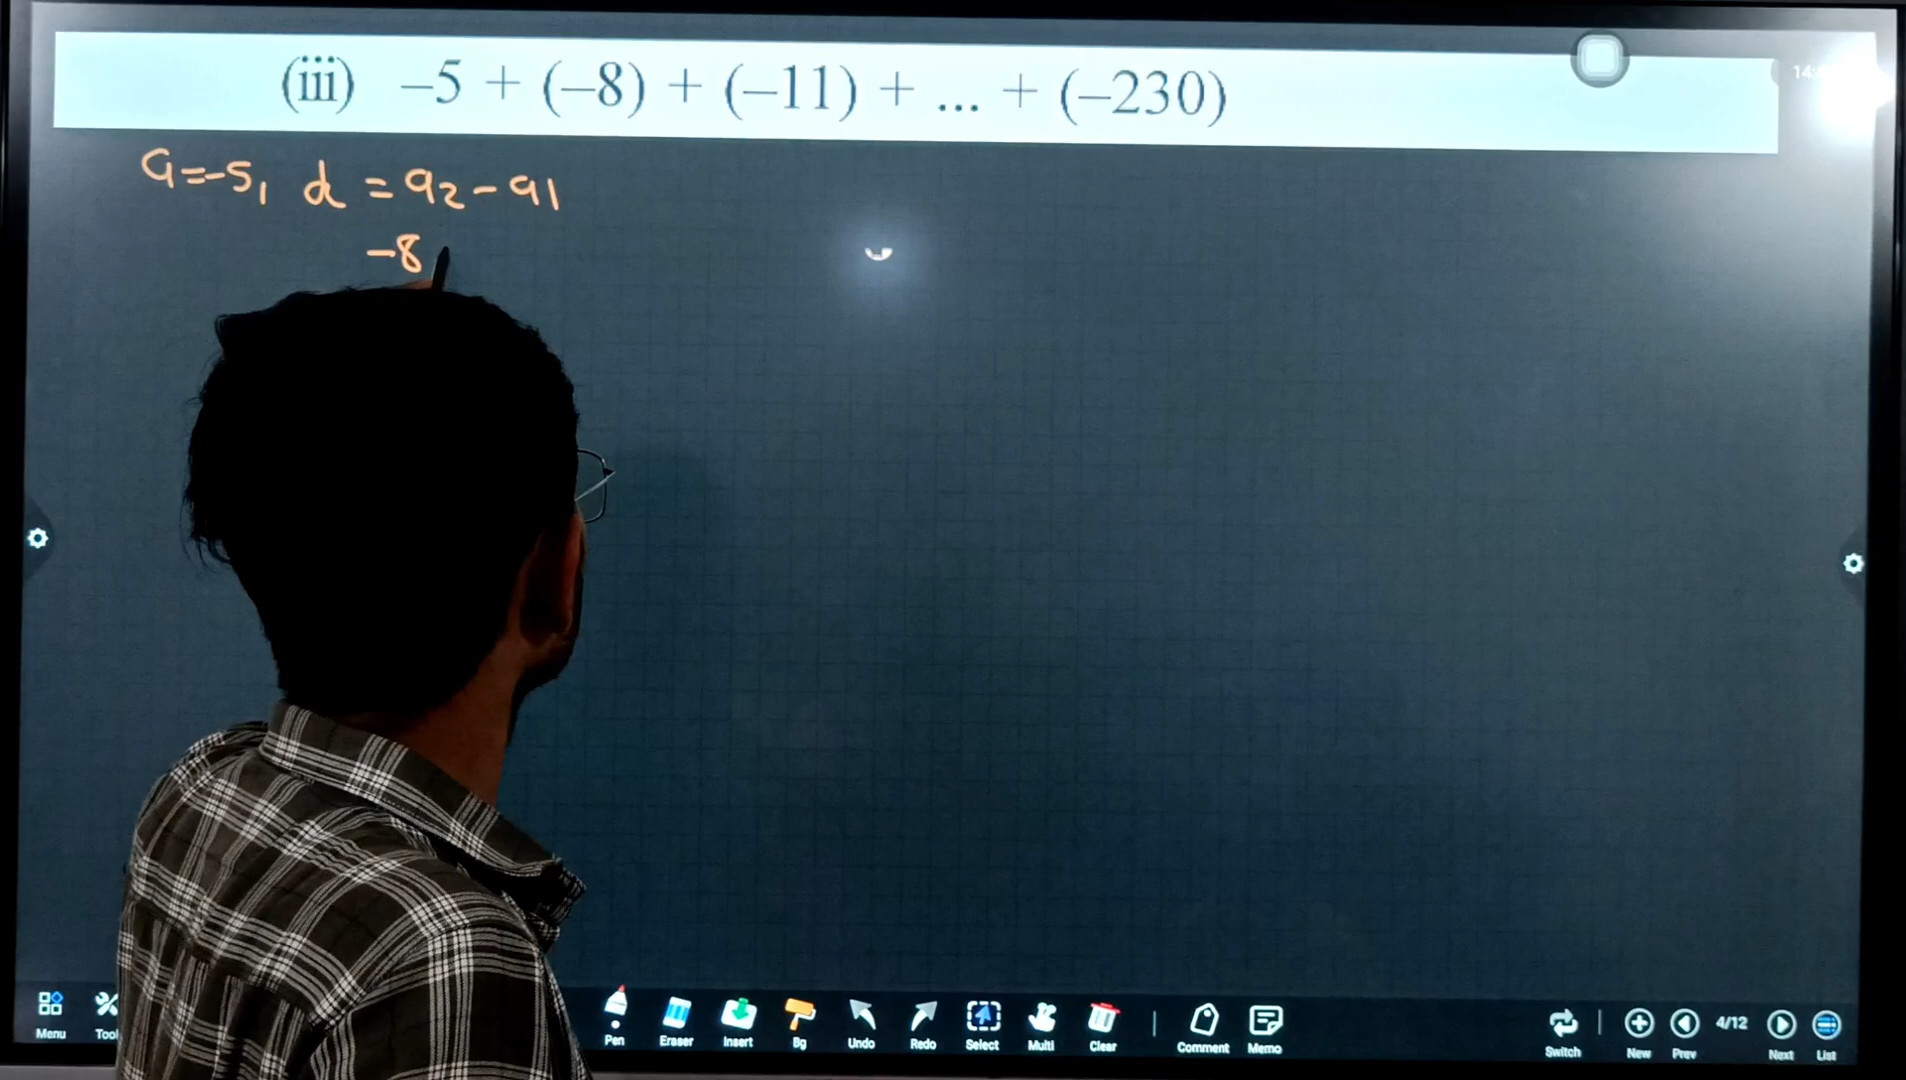 (iii) –5 + (–8) + (–11) + ... + (–230)
a=-5, d = a2 - a1
-8
Menu
Pen Eraser Insert Bg Undo Redo Select Multi Clear Comment Memo Switch New Prev 4/12 Next List